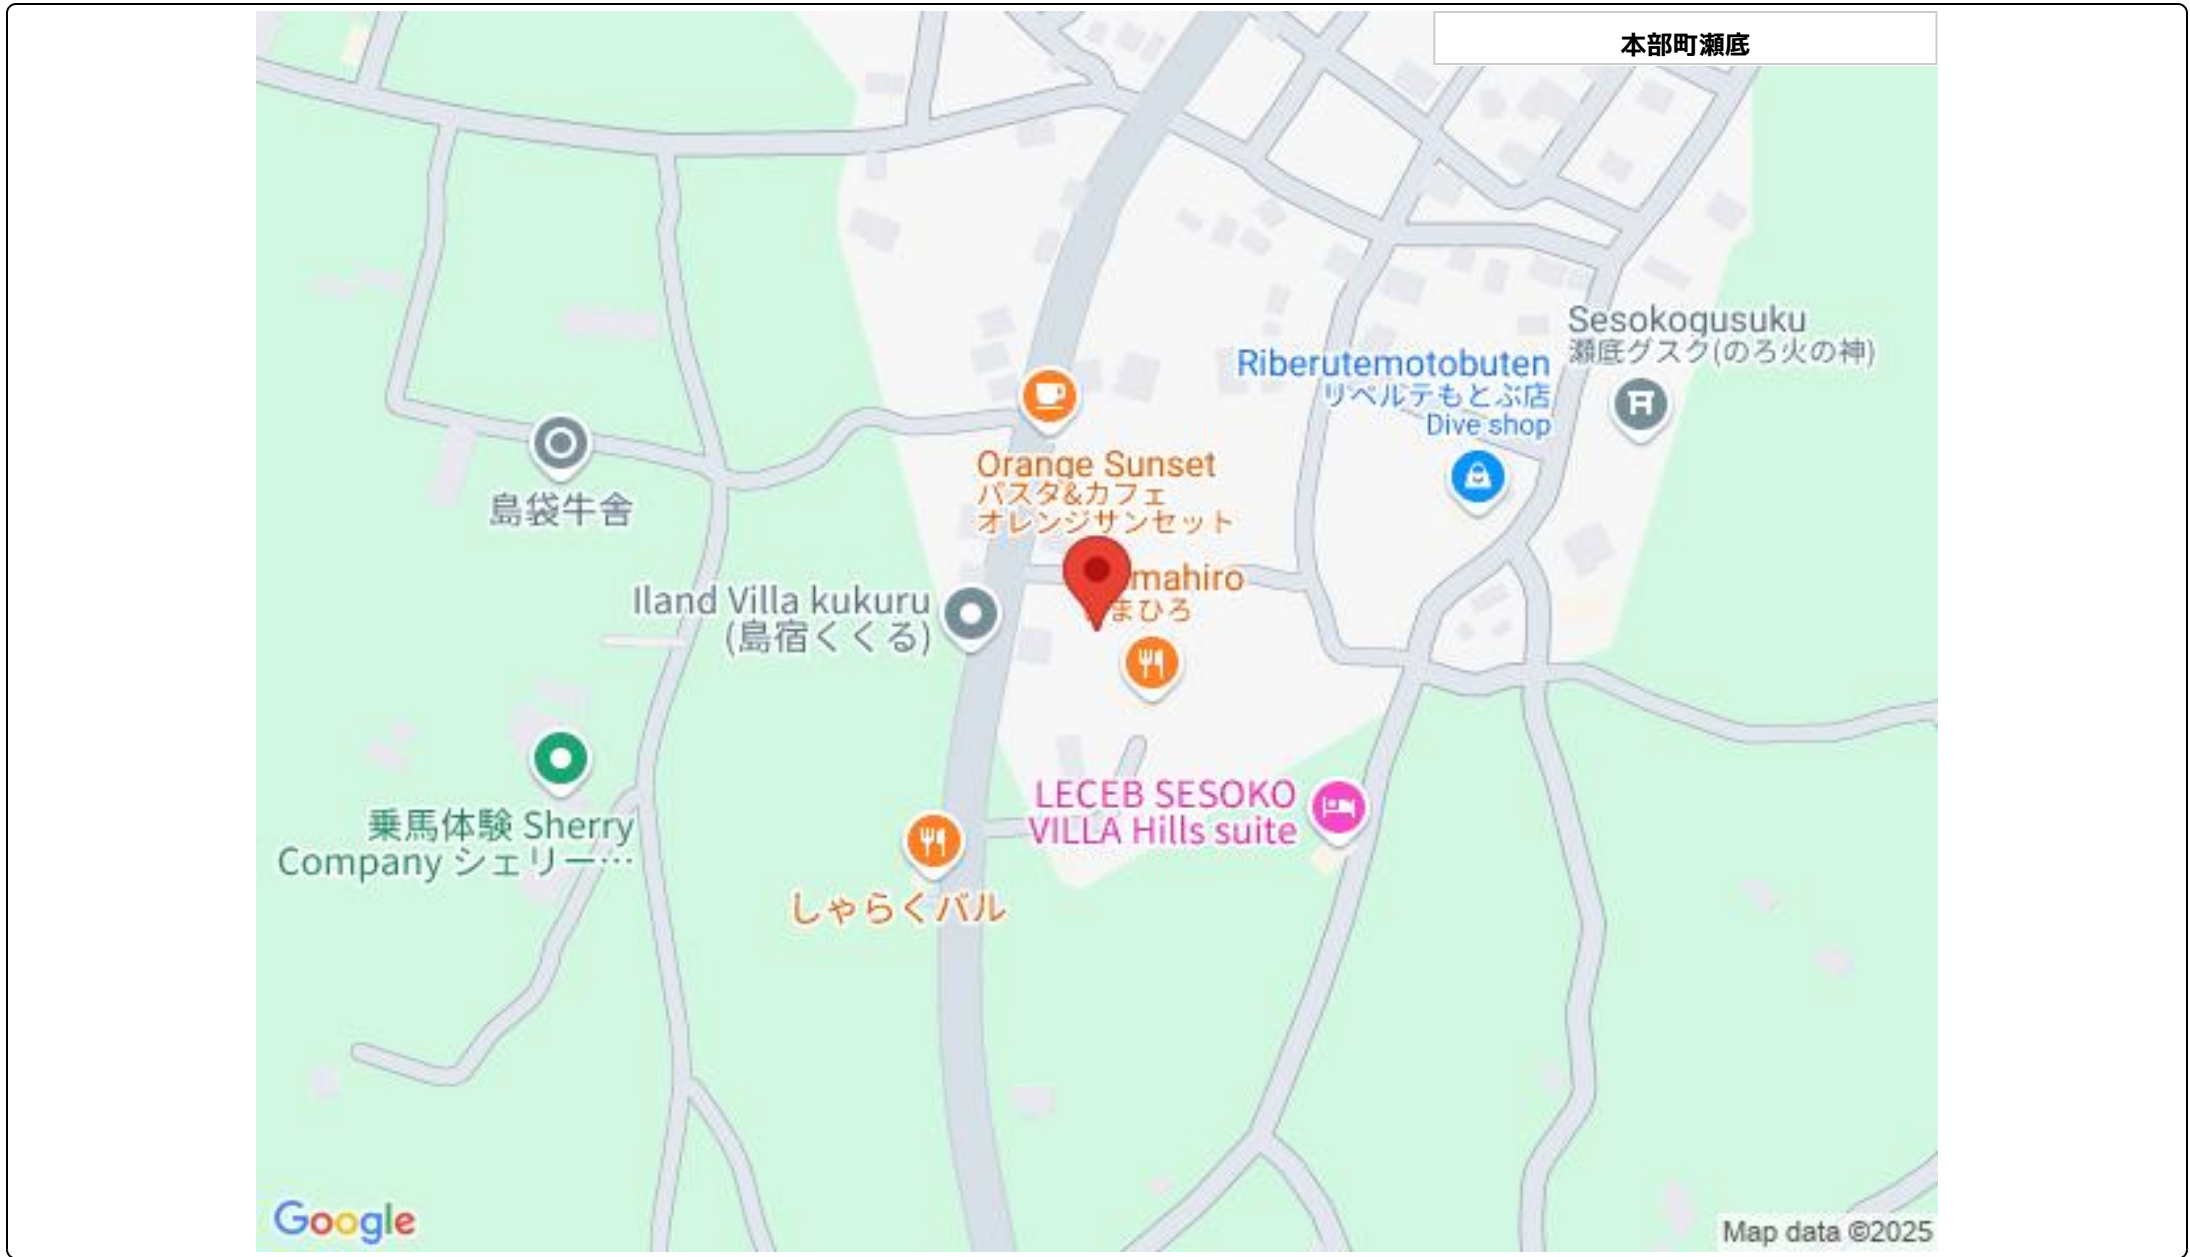 本部町瀬底
Sesokogusuku
瀬底グスク(のろ火の神)
Riberutemotobuten
リベルテもとぶ店
Dive shop
Orange Sunset
パスタ&カフェ
オレンジサンセット
島袋牛舎
mahiro
まひろ
Iland Villa kukuru
(島宿くくる)
LECEB SESOKO
VILLA Hills suite
乗馬体験 Sherry
Company シェリー…
しゃらくバル
Google
Map data ©2025